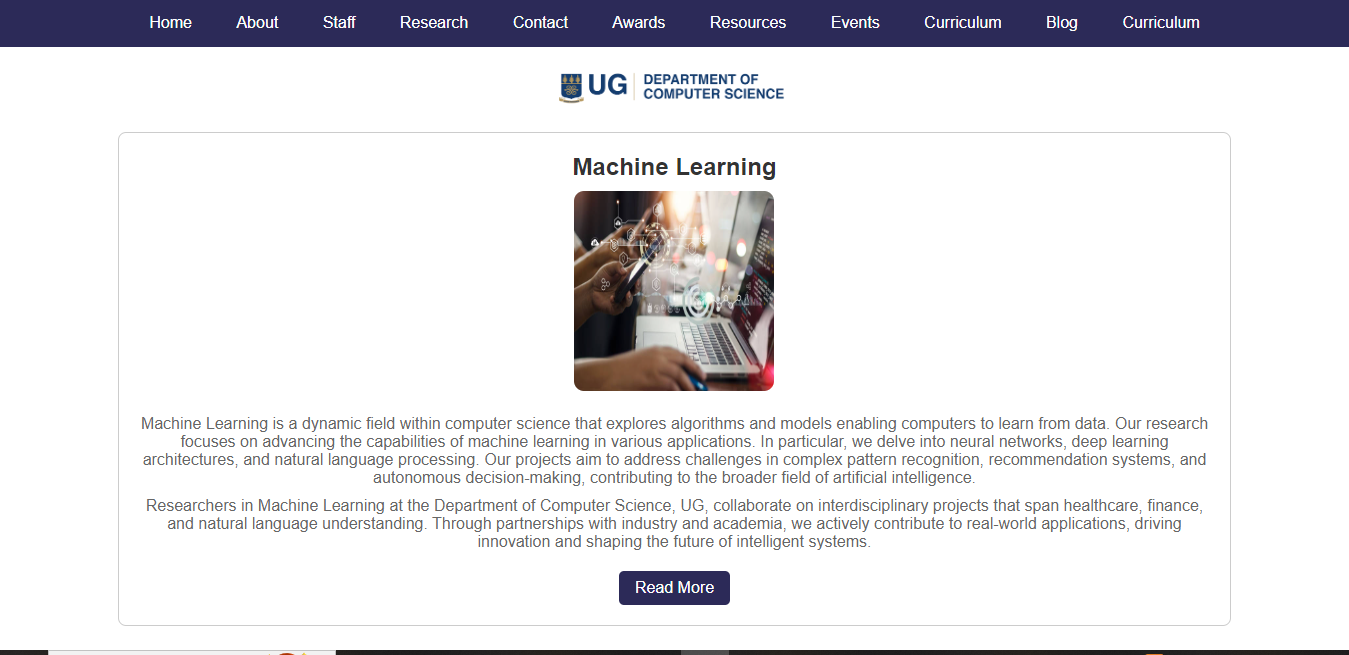 Home About Staff Research Contact Awards Resources Events Curriculum Blog Curriculum
UG DEPARTMENT OF
COMPUTER SCIENCE
Machine Learning
Machine Learning is a dynamic field within computer science that explores algorithms and models enabling computers to learn from data. Our research
focuses on advancing the capabilities of machine learning in various applications. In particular, we delve into neural networks, deep learning
architectures, and natural language processing. Our projects aim to address challenges in complex pattern recognition, recommendation systems, and
autonomous decision-making, contributing to the broader field of artificial intelligence.
Researchers in Machine Learning at the Department of Computer Science, UG, collaborate on interdisciplinary projects that span healthcare, finance,
and natural language understanding. Through partnerships with industry and academia, we actively contribute to real-world applications, driving
innovation and shaping the future of intelligent systems.
Read More